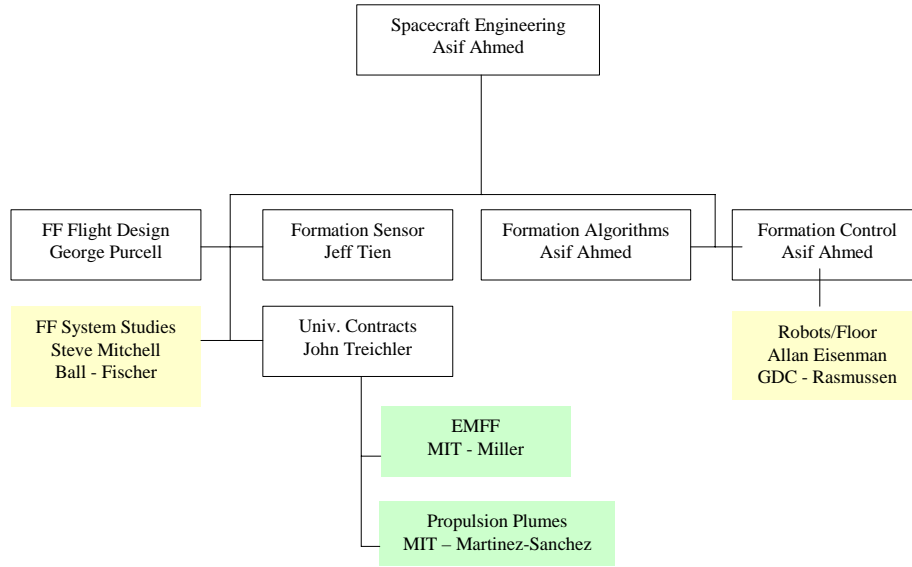 Spacecraft Engineering
Asif Ahmed
FF Flight Design
George Purcell
Formation Sensor
Jeff Tien
Formation Algorithms
Asif Ahmed
Formation Control
Asif Ahmed
FF System Studies
Steve Mitchell
Ball - Fischer
Univ. Contracts
John Treichler
Robots/Floor
Allan Eisenman
GDC - Rasmussen
EMFF
MIT - Miller
Propulsion Plumes
MIT – Martinez-Sanchez